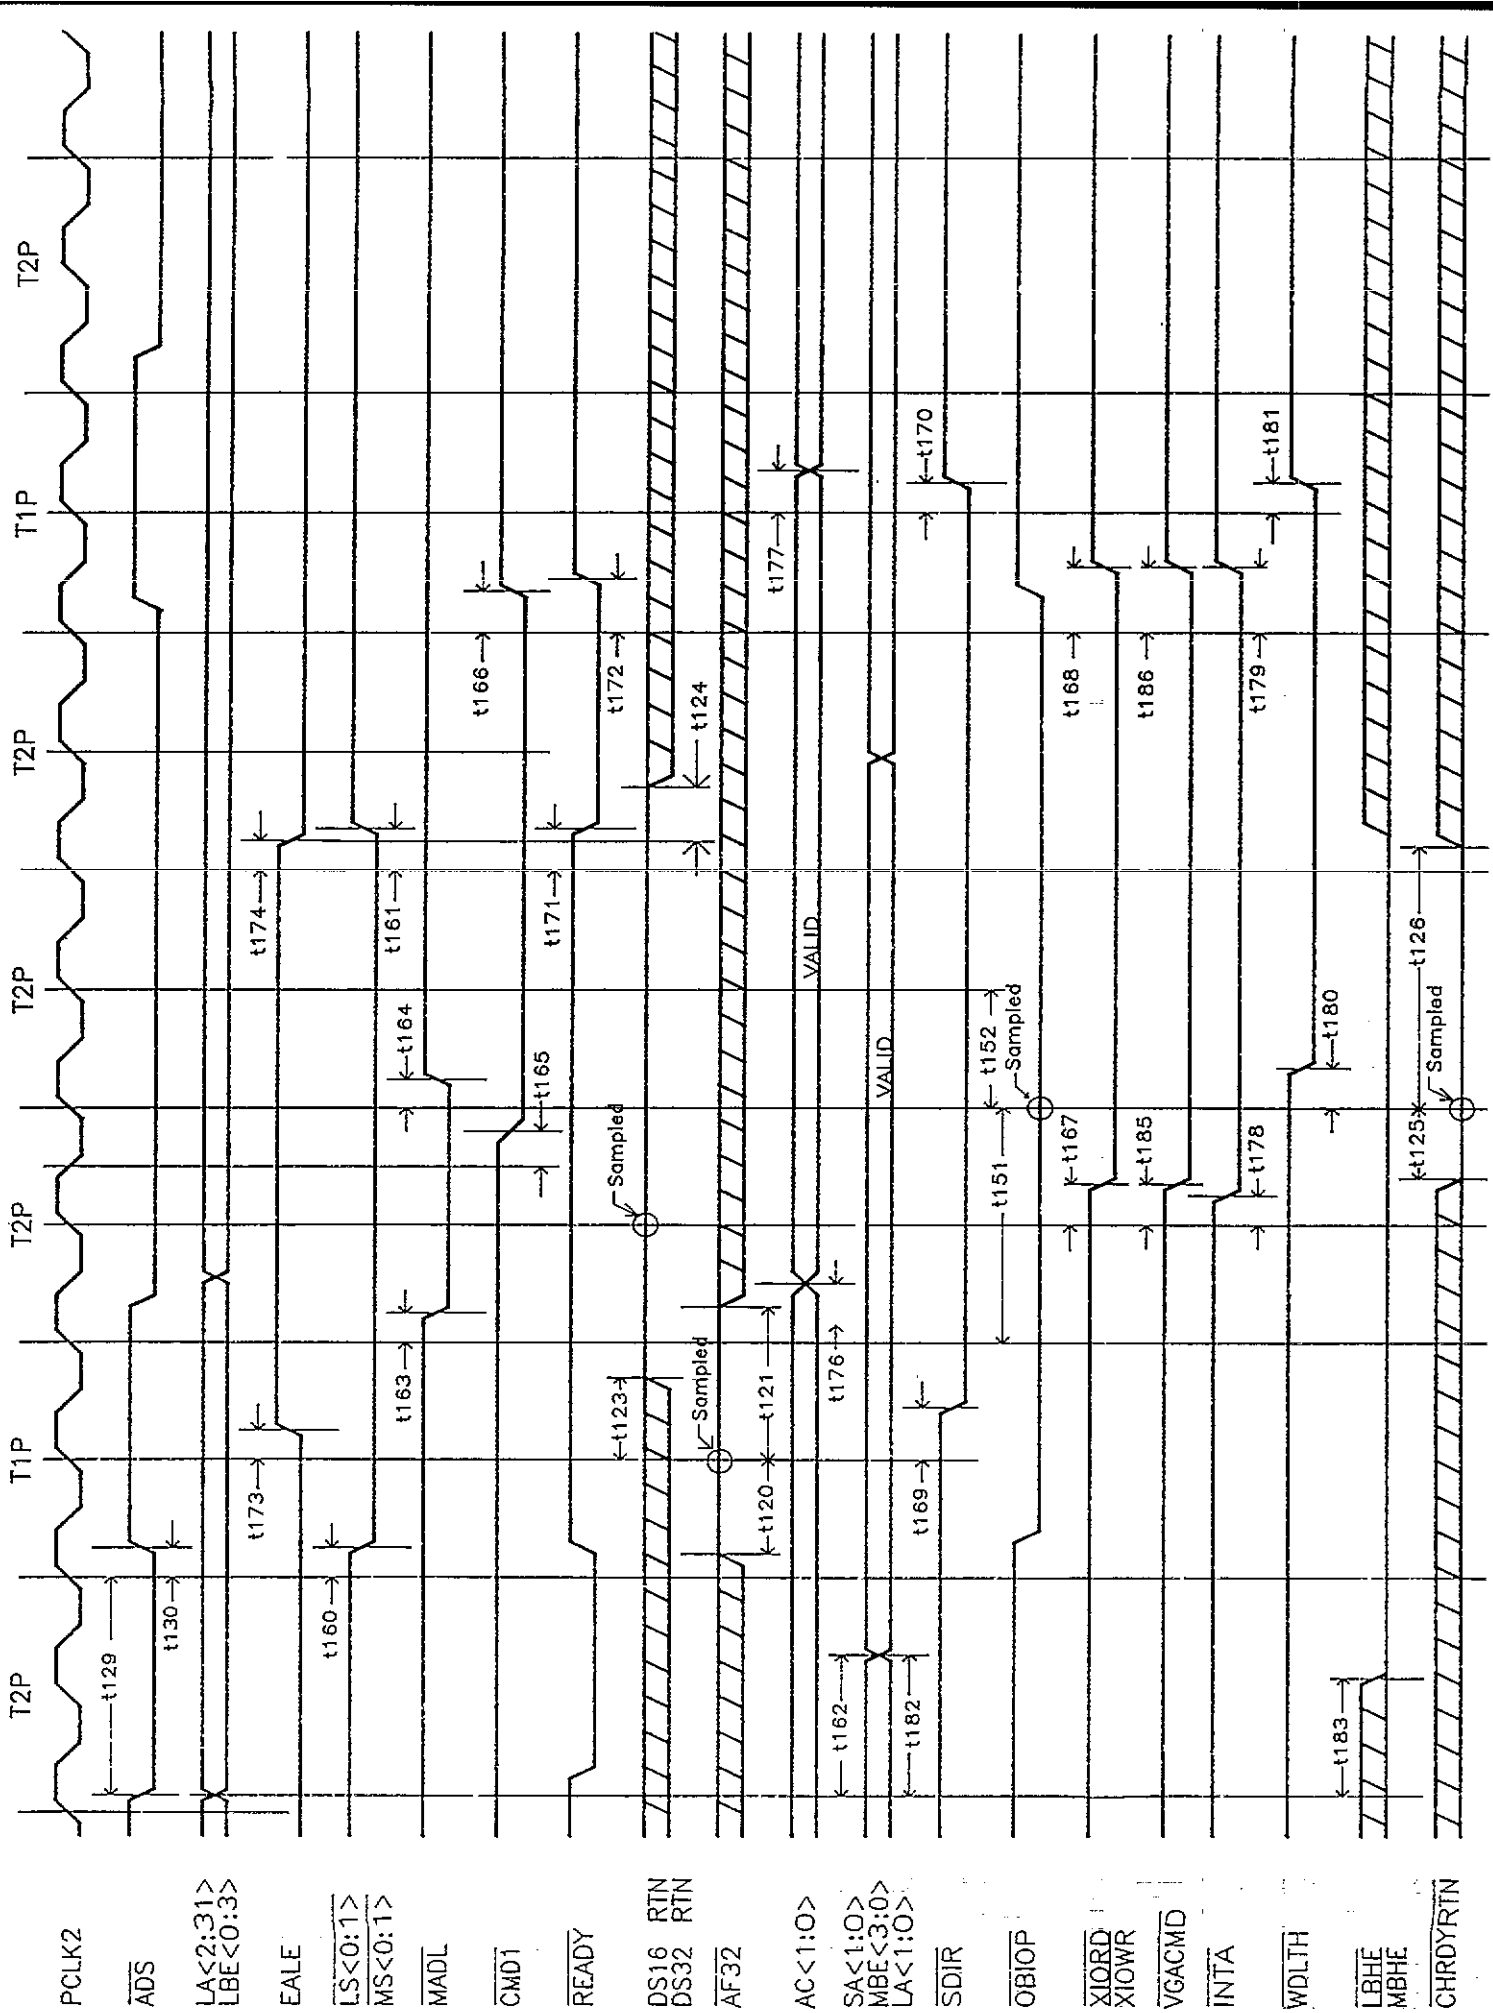 T2P T1P T2P T2P T2P T1P T2P
PCLK2
ADS
t129
t130
LA<2:31>
LBE<0:3>
EALE
t173
t174
LS<0:1>
MS<0:1>
t160
t161
MADL
t163
t164
CMD1
t165
t166
READY
t171
t172
DS16 RTN
DS32 RTN
t123
Sampled
t124
AF32
t120
Sampled
t121
AC<1:0>
t176
VALID
t177
SA<1:0>
MBE<3:0>
LA<1:0>
t162
t182
VALID
SDIR
t169
t170
OBIOP
t151
t152
Sampled
XIORD
XIOWR
t167
t168
VGACMD
t185
t186
INTA
t178
t179
WDLTH
t180
t181
LBHE
MBHE
t183
CHRDYRTN
t125
Sampled
t126